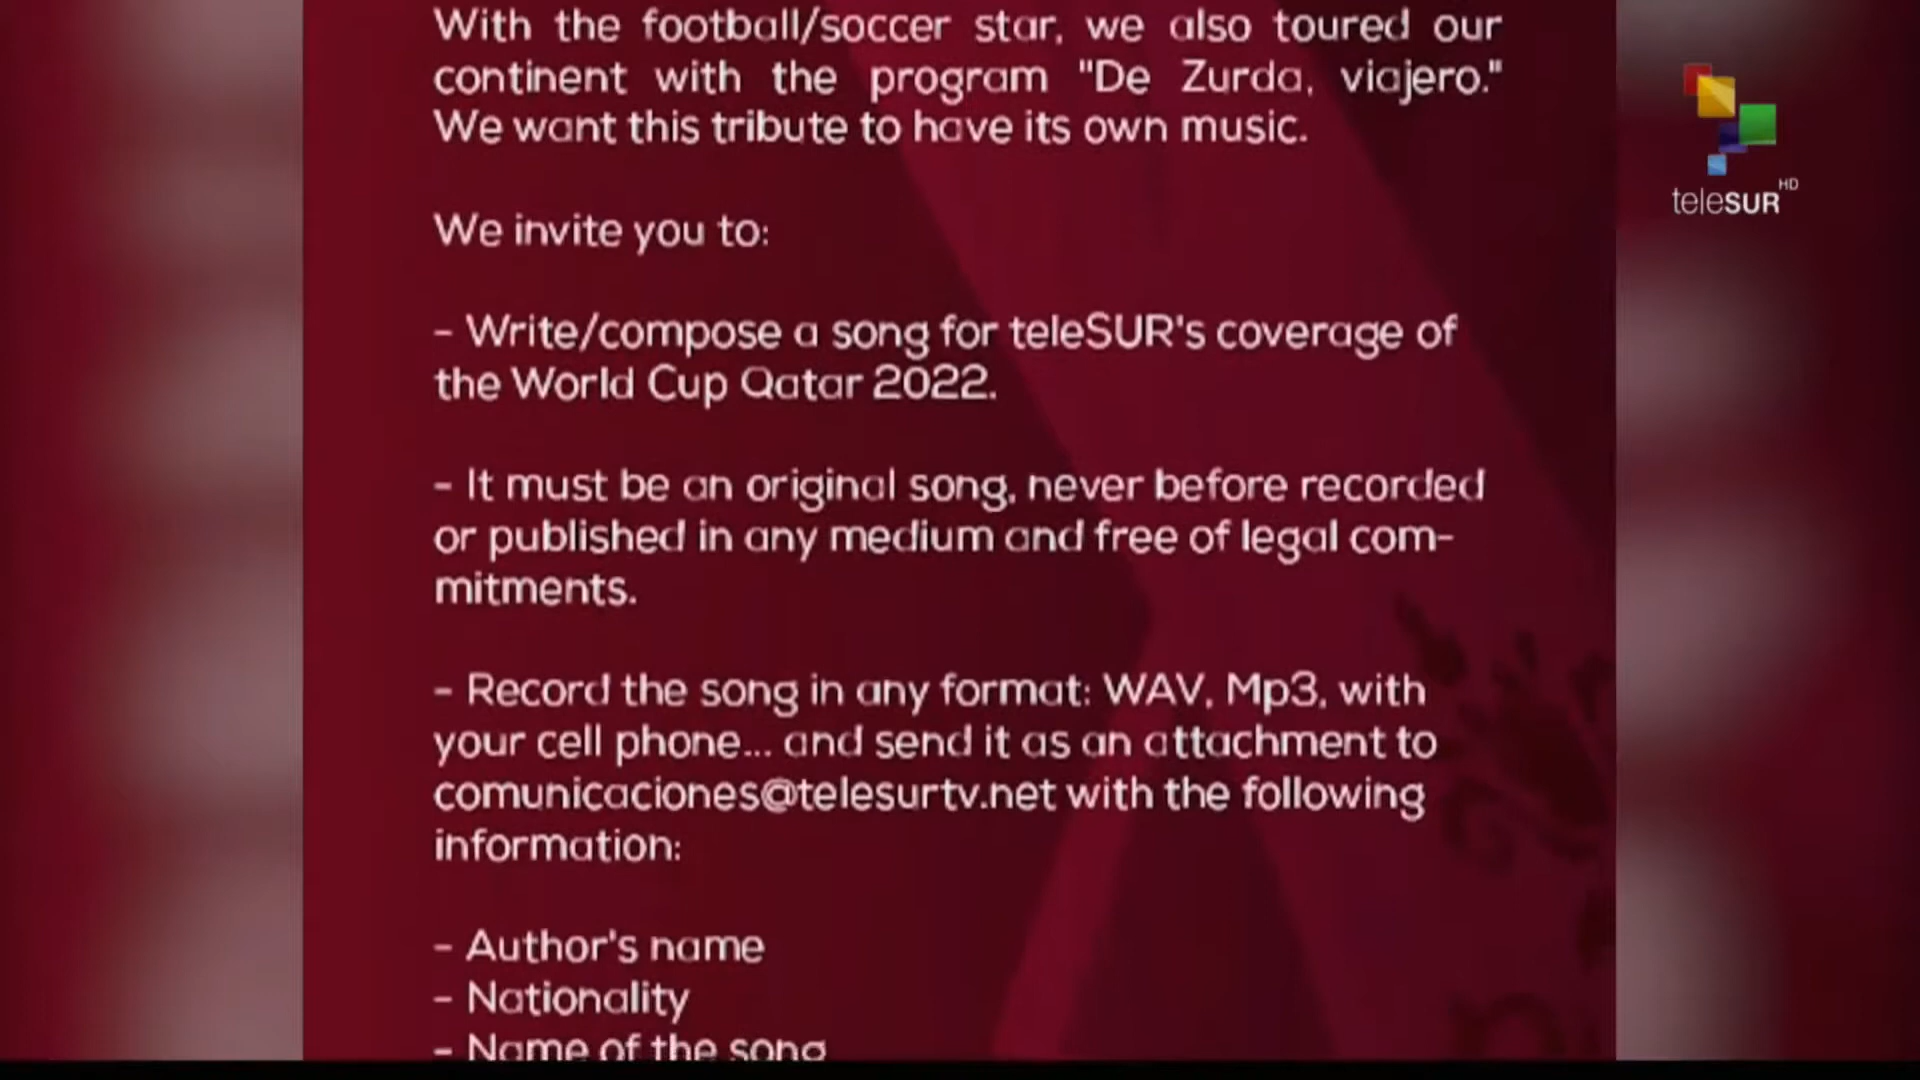 With the football/soccer star, we also toured our
continent with the program "De Zurda, viajero."
We want this tribute to have its own music.
We invite you to:
- Write/compose a song for teleSUR's coverage of
the World Cup Qatar 2022.
- It must be an original song, never before recorded
or published in any medium and free of legal com-
mitments.
- Record the song in any format: WAV, Mp3, with
your cell phone... and send it as an attachment to
comunicaciones@telesurtv.net with the following
information:
- Author's name
- Nationality
- Name of the song
teleSUR HD